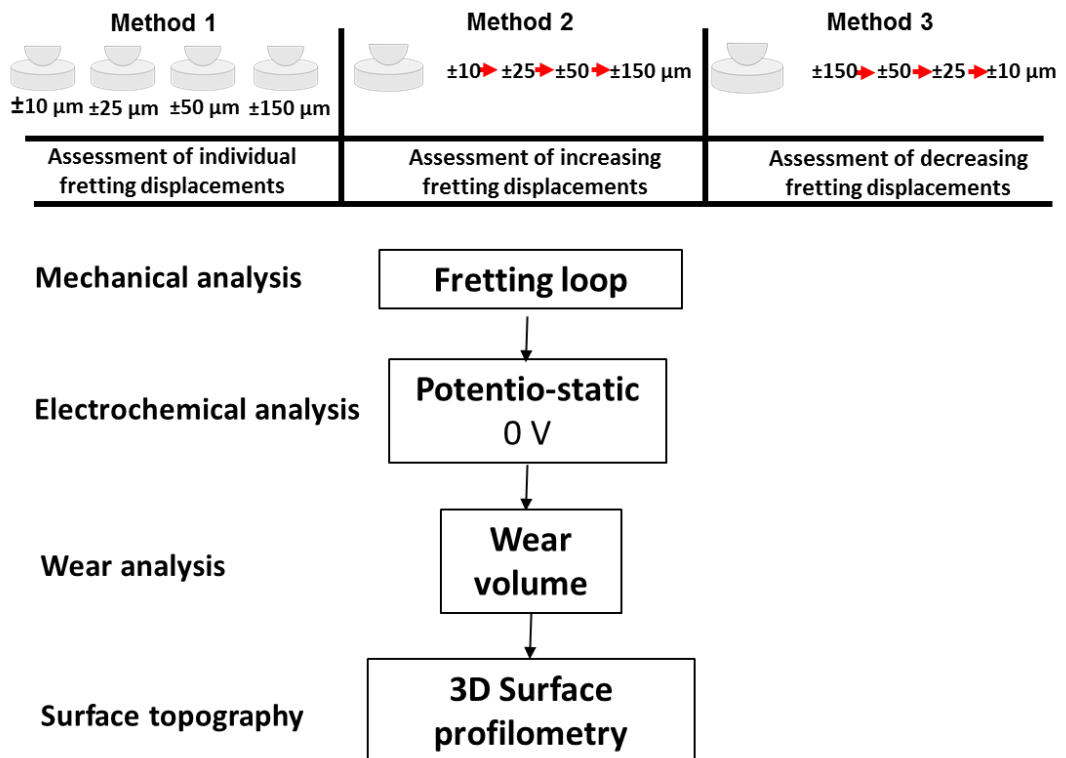 Method 1
±10 µm ±25 µm ±50 µm ±150 µm
Assessment of individual
fretting displacements
Method 2
±10 ±25 ±50 ±150 µm
Assessment of increasing
fretting displacements
Method 3
±150 ±50 ±25 ±10 µm
Assessment of decreasing
fretting displacements
Mechanical analysis
Fretting loop
Electrochemical analysis
Potentio-static
0 V
Wear analysis
Wear
volume
Surface topography
3D Surface
profilometry